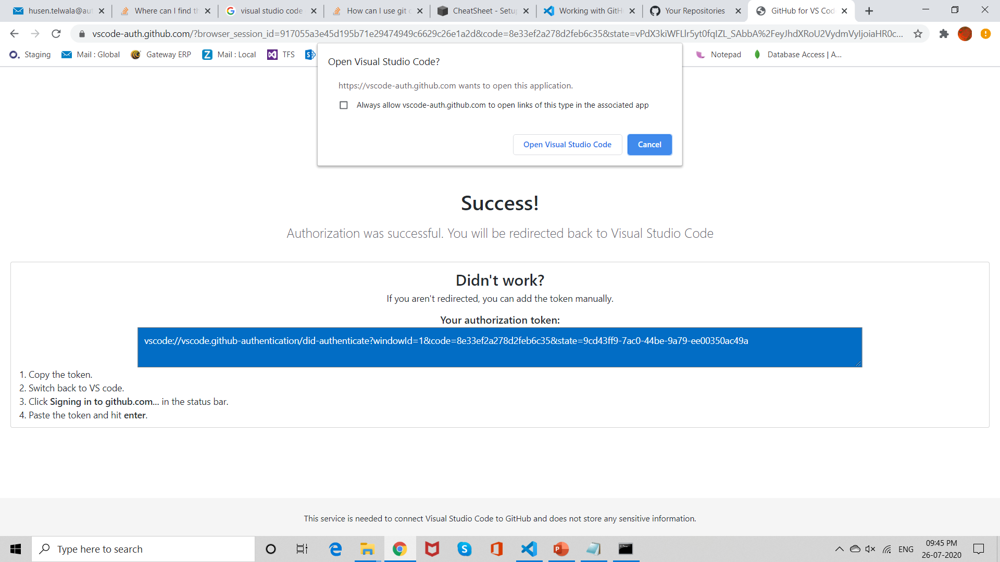 husen.telwala@aut
Where can I find th
visual studio code
How can I use git c
CheatSheet - Setup
Working with GitH
Your Repositories
GitHub for VS Cod
vscode-auth.github.com/?browser_session_id=917055a3e45d195b71e29474949c6629c26e1a2d&code=8e33ef2a278d2feb6c35&state=vPdX3kiWFLlr5yt0fqIZL_SAbbA%2FeyJhdXRoU2VydmVyIjoiaHR0c...
Staging
Mail : Global
Gateway ERP
Mail : Local
TFS
Notepad
Database Access | A...
Open Visual Studio Code?
https://vscode-auth.github.com wants to open this application.
Always allow vscode-auth.github.com to open links of this type in the associated app
Open Visual Studio Code
Cancel
Success!
Authorization was successful. You will be redirected back to Visual Studio Code
Didn't work?
If you aren't redirected, you can add the token manually.
Your authorization token:
vscode://vscode.github-authentication/did-authenticate?windowId=1&code=8e33ef2a278d2feb6c35&state=9cd43ff9-7ac0-44be-9a79-ee00350ac49a
1. Copy the token.
2. Switch back to VS code.
3. Click Signing in to github.com... in the status bar.
4. Paste the token and hit enter.
This service is needed to connect Visual Studio Code to GitHub and does not store any sensitive information.
Type here to search
ENG
09:45 PM
26-07-2020